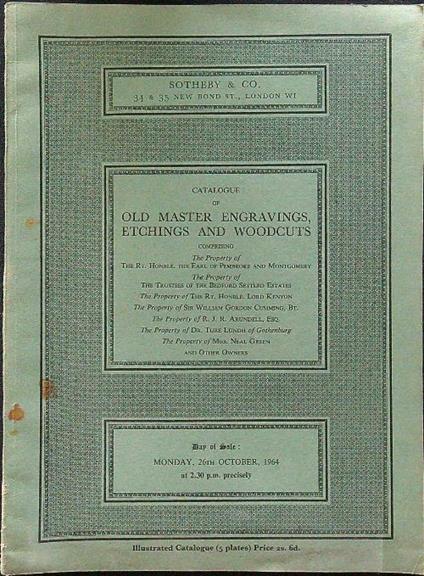 SOTHEBY & CO.
34 & 35 NEW BOND ST., LONDON W1
CATALOGUE
OF
OLD MASTER ENGRAVINGS,
ETCHINGS AND WOODCUTS
COMPRISING
The Property of
THE RT. HONBLE. THE EARL OF PEMBROKE AND MONTGOMERY
The Property of
THE TRUSTEES OF THE BEDFORD SETTLED ESTATES
The Property of THE RT. HONBLE. LORD KENYON
The Property of SIR WILLIAM GORDON CUMMING, BT.
The Property of R. J. R. ARUNDELL, ESQ.
The Property of DR. TURE LUNDH of Gothenburg
The Property of MRS. NEAL GREEN
AND OTHER OWNERS
Day of Sale:
MONDAY, 26TH OCTOBER, 1964
at 2.30 p.m. precisely
Illustrated Catalogue (5 plates) Price 2s. 6d.